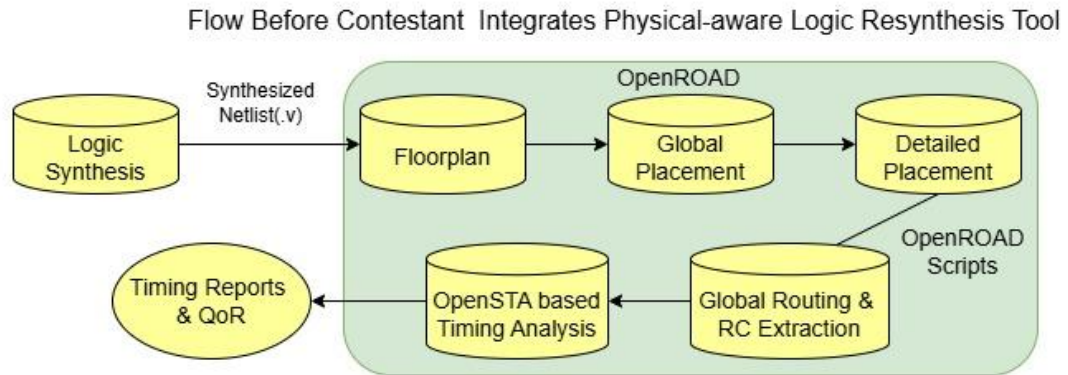 Flow Before Contestant Integrates Physical-aware Logic Resynthesis Tool
OpenROAD
Synthesized
Netlist(.v)
Logic
Synthesis
Floorplan
Global
Placement
Detailed
Placement
OpenROAD
Scripts
Timing Reports
& QoR
OpenSTA based
Timing Analysis
Global Routing &
RC Extraction